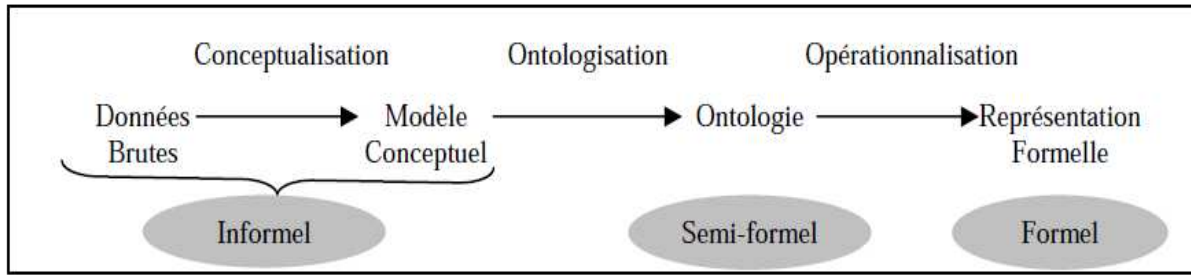 Conceptualisation Ontologisation Opérationnalisation
Données Modèle Ontologie Représentation
Brutes Conceptuel Formelle
Informel Semi-formel Formel